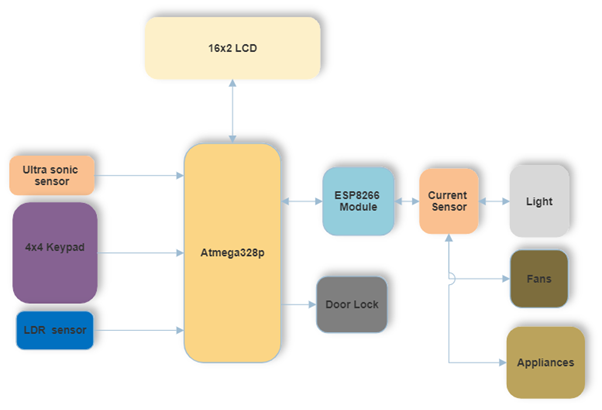 16x2 LCD
Ultra sonic
sensor
4x4 Keypad
LDR  sensor
Atmega328p
ESP8266
Module
Current
Sensor
Light
Door Lock
Fans
Appliances